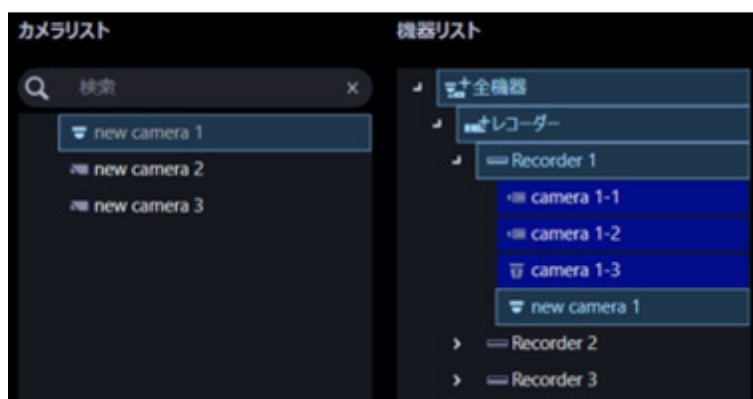 カメラリスト
検索
new camera 1
new camera 2
new camera 3
機器リスト
全機器
レコーダー
Recorder 1
camera 1-1
camera 1-2
camera 1-3
new camera 1
Recorder 2
Recorder 3